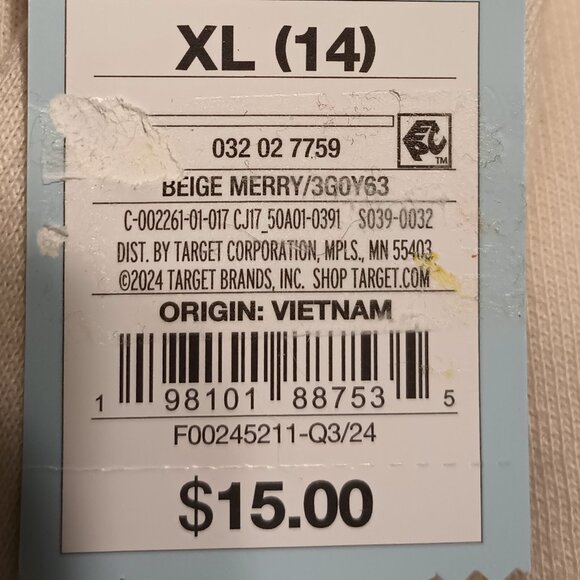 XL (14)
032 02 7759
EPC
TM
BEIGE MERRY/3G0Y63
C-002261-01-017 CJ17_50A01-0391 S039-0032
DIST. BY TARGET CORPORATION, MPLS., MN 55403
©2024 TARGET BRANDS, INC. SHOP TARGET.COM
ORIGIN: VIETNAM
1 98101 88753 5
F00245211-Q3/24
$15.00